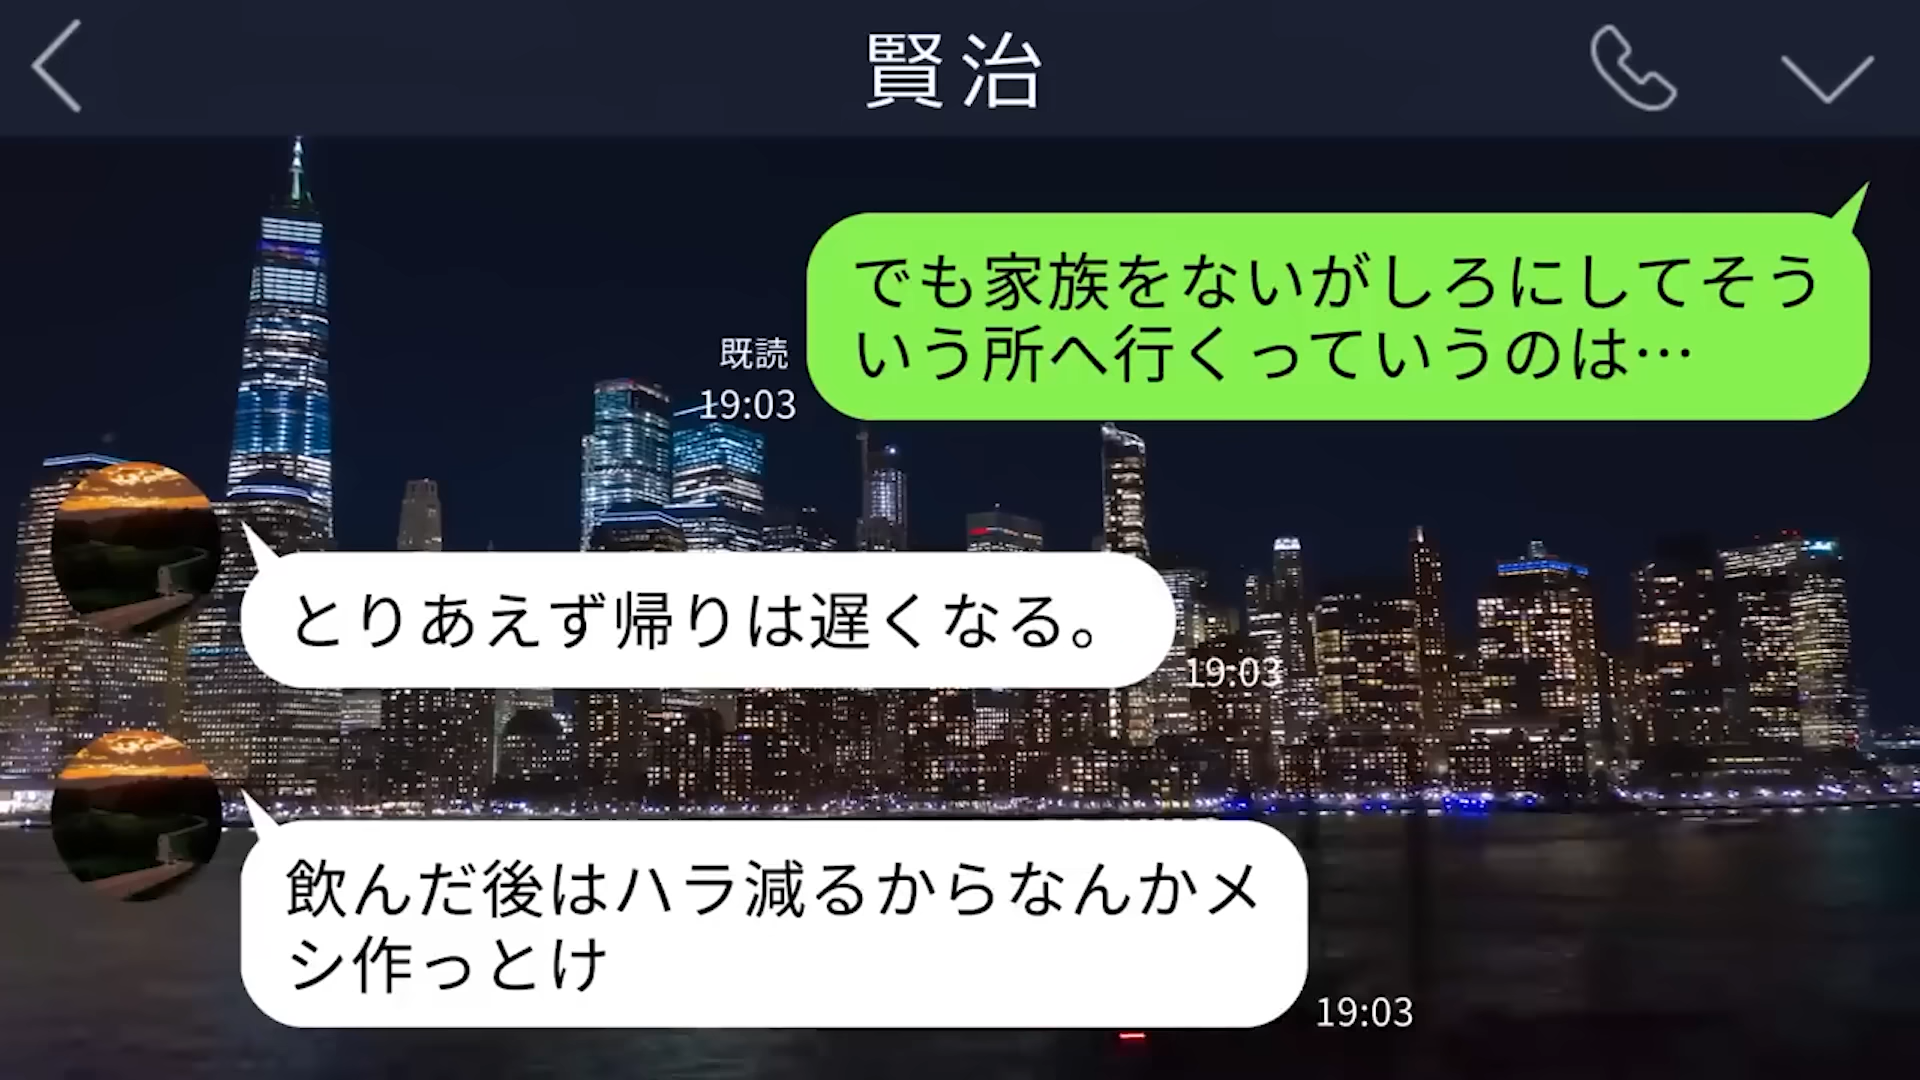 賢治
でも家族をないがしろにしてそう
いう所へ行くっていうのは…
既読
19:03
とりあえず帰りは遅くなる。
19:03
飲んだ後はハラ減るからなんかメ
シ作っとけ
19:03